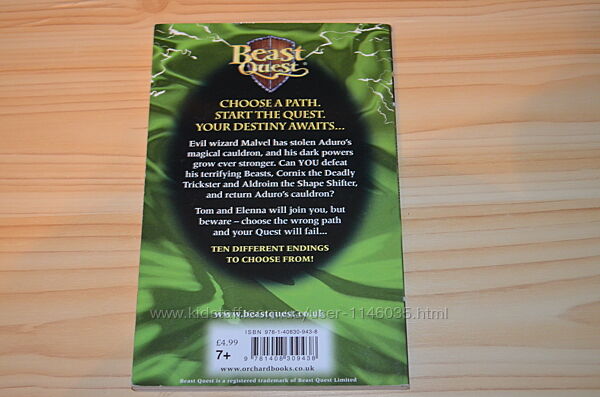 Beast
Quest
CHOOSE A PATH.
START THE QUEST.
YOUR DESTINY AWAITS...
Evil wizard Malvel has stolen Aduro's
magical cauldron, and his dark powers
grow ever stronger. Can YOU defeat
his terrifying Beasts, Cornix the Deadly
Trickster and Aldroim the Shape Shifter,
and return Aduro's cauldron?
Tom and Elenna will join you, but
beware – choose the wrong path
and your Quest will fail...
TEN DIFFERENT ENDINGS
TO CHOOSE FROM!
www.beastquest.co.uk
ISBN 978-1-40830-943-8
£4.99
7+
9 781408 309438
www.orchardbooks.co.uk
Beast Quest is a registered trademark of Beast Quest Limited